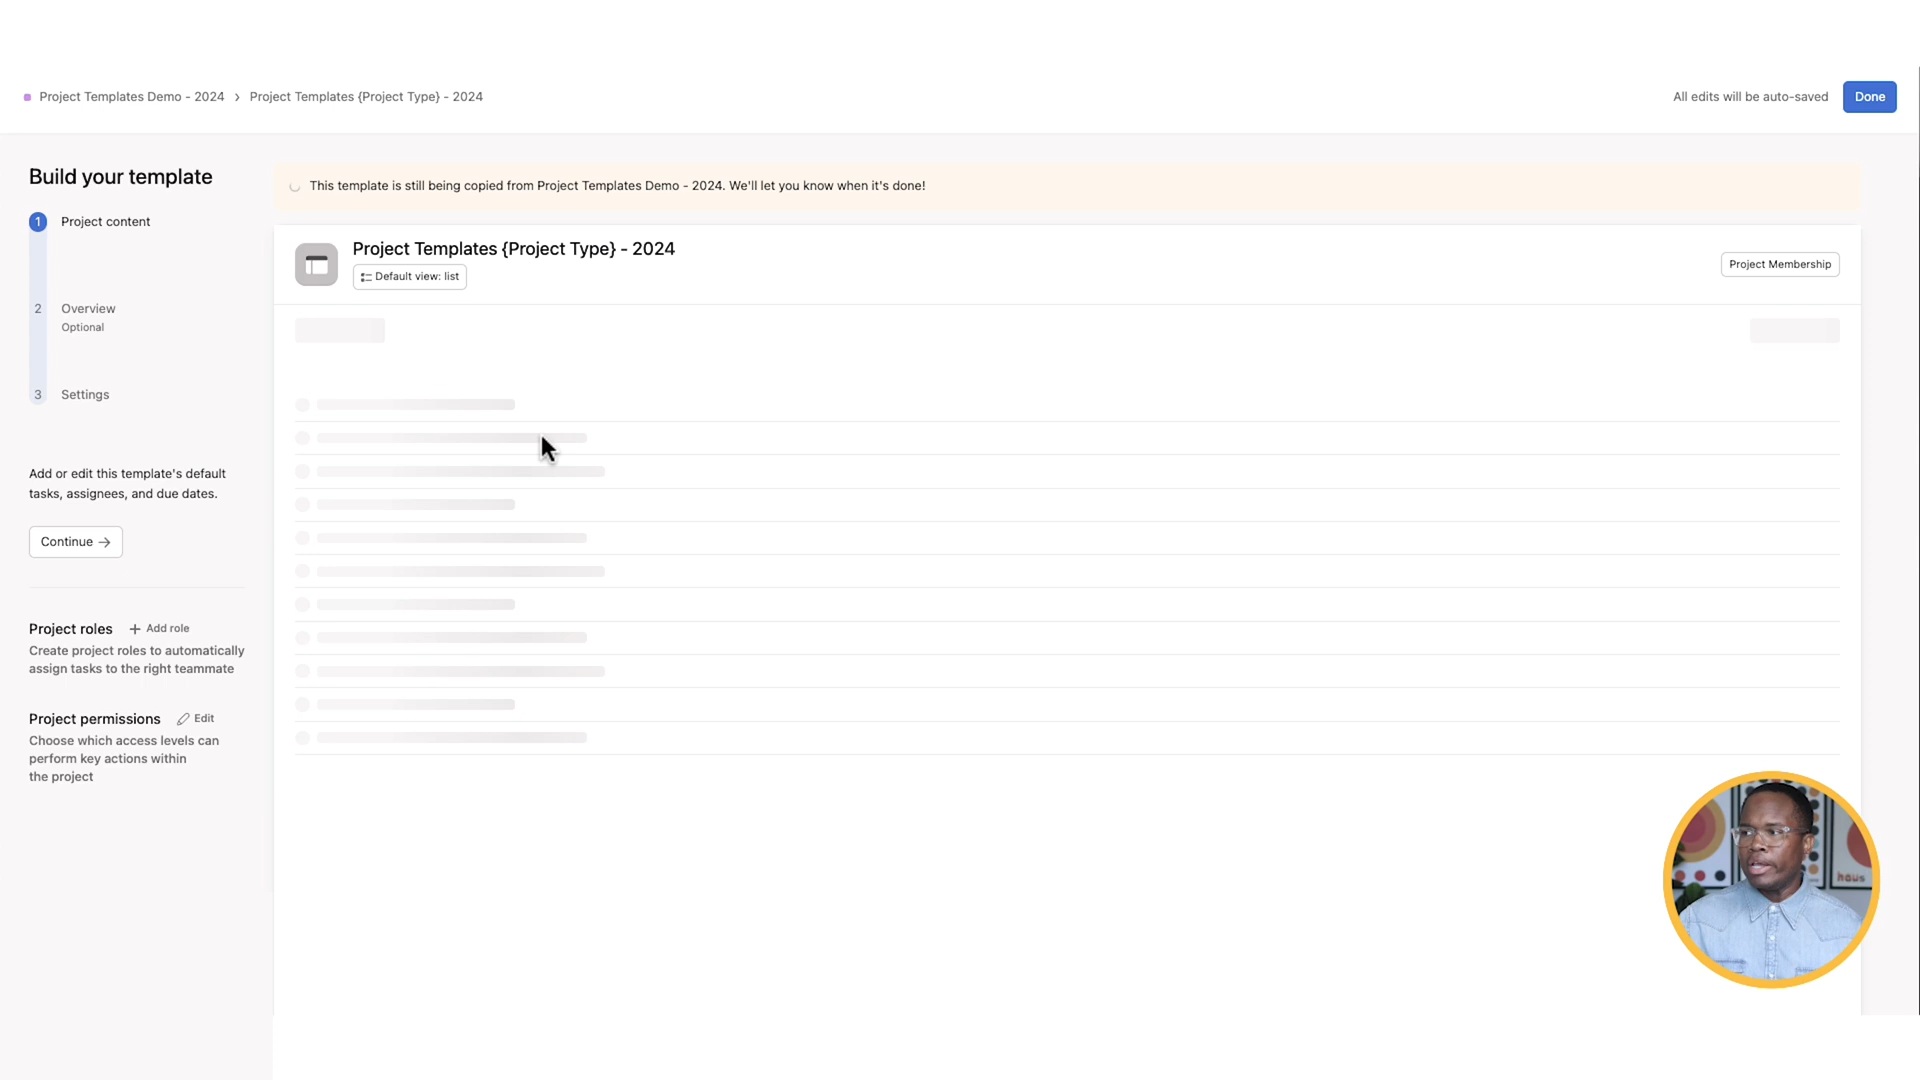 Project Templates Demo - 2024 › Project Templates {Project Type} - 2024
All edits will be auto-saved
Done
Build your template
1 Project content
2 Overview
Optional
3 Settings
Add or edit this template's default
tasks, assignees, and due dates.
Continue →
Project roles + Add role
Create project roles to automatically
assign tasks to the right teammate
Project permissions Edit
Choose which access levels can
perform key actions within
the project
This template is still being copied from Project Templates Demo - 2024. We'll let you know when it's done!
Project Templates {Project Type} - 2024
Default view: list
Project Membership
haus